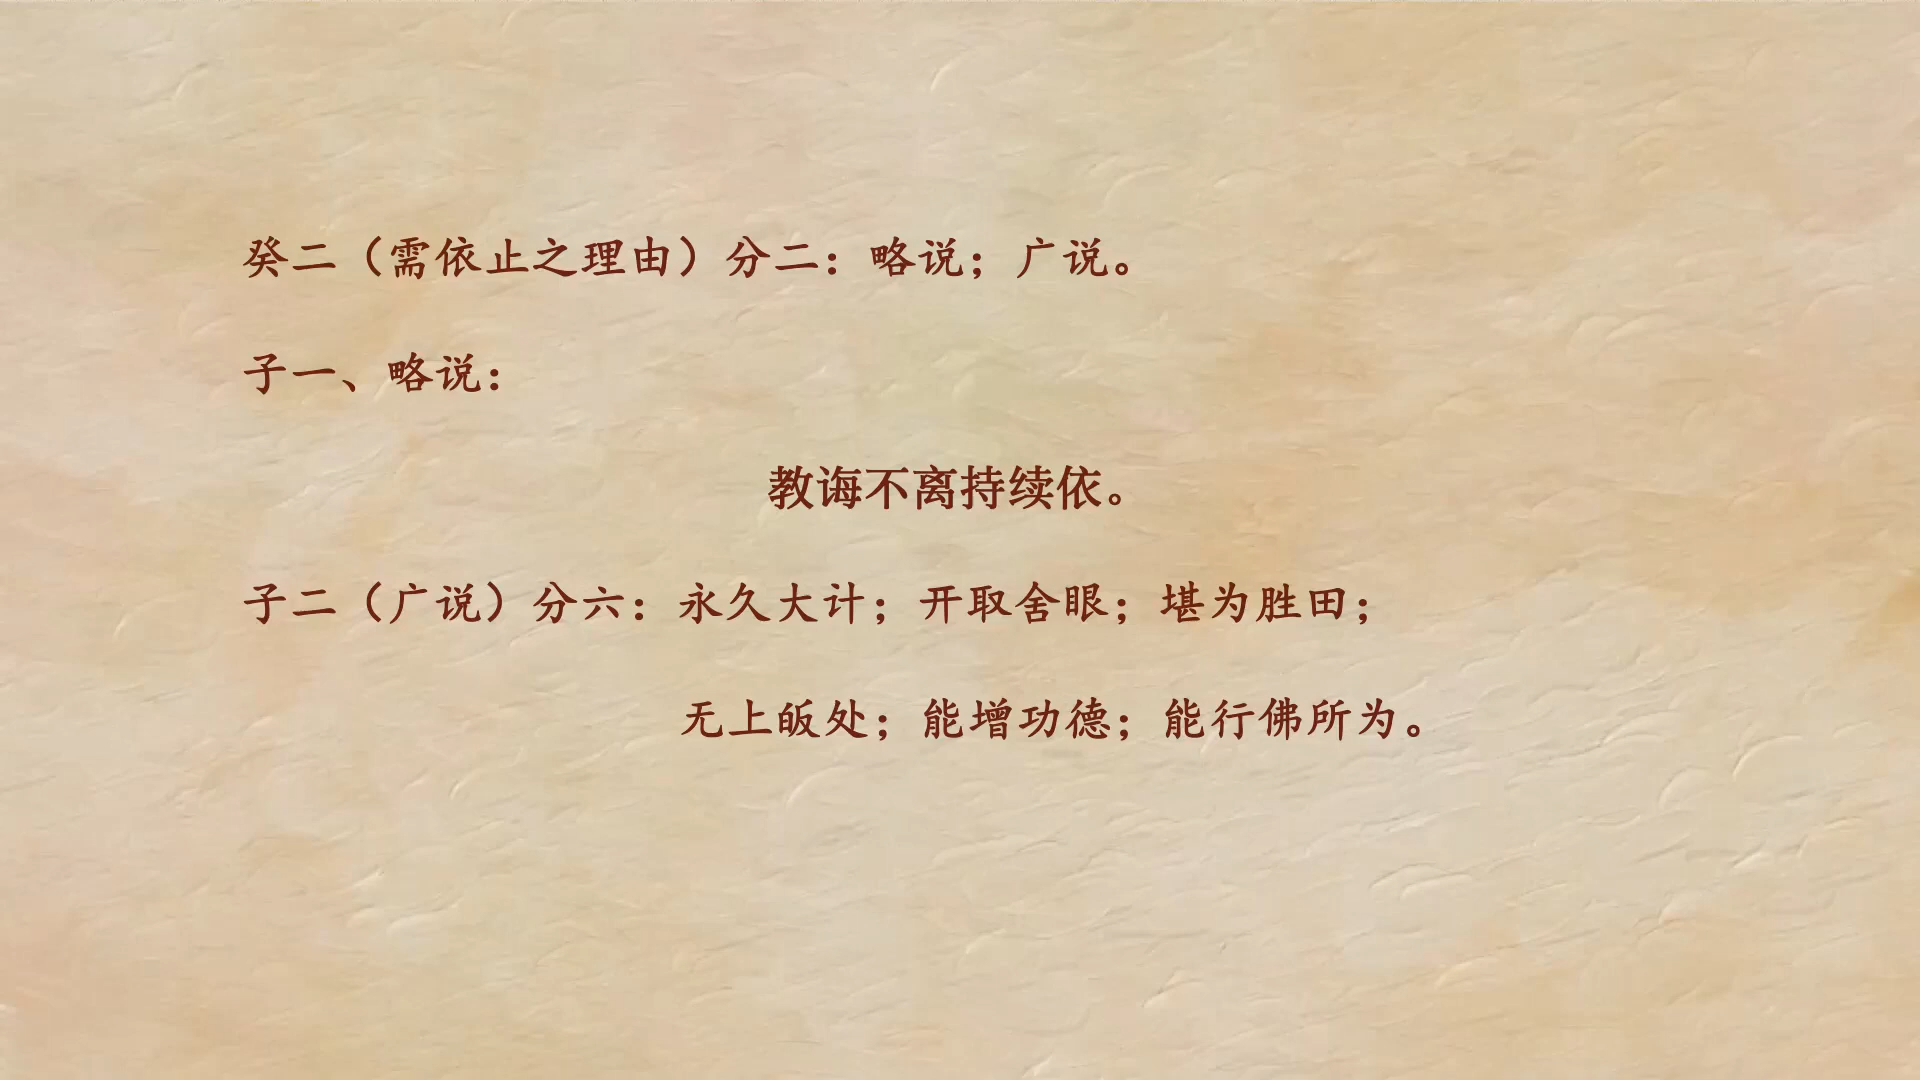 癸二（需依止之理由）分二：略说；广说。
子一、略说：
教诲不离持续依。
子二（广说）分六：永久大计；开取舍眼；堪为胜田；
无上皈处；能增功德；能行佛所为。